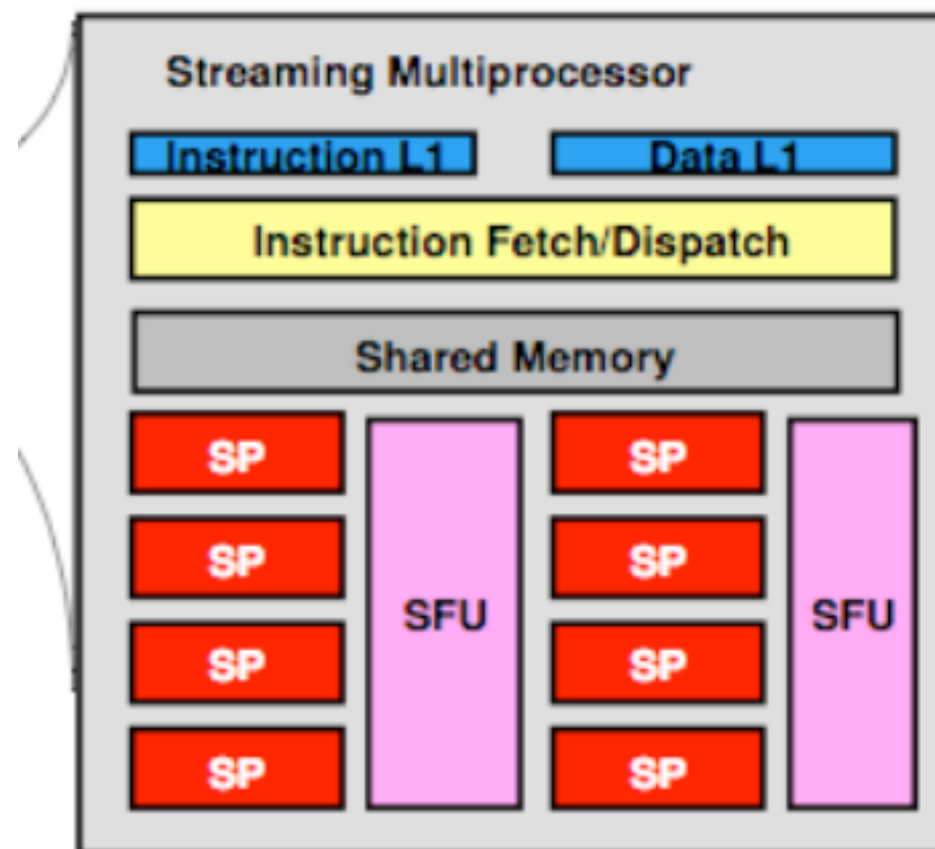 Streaming Multiprocessor
Instruction L1 Data L1
Instruction Fetch/Dispatch
Shared Memory
SP SP
SP SP
SFU SFU
SP SP
SP SP